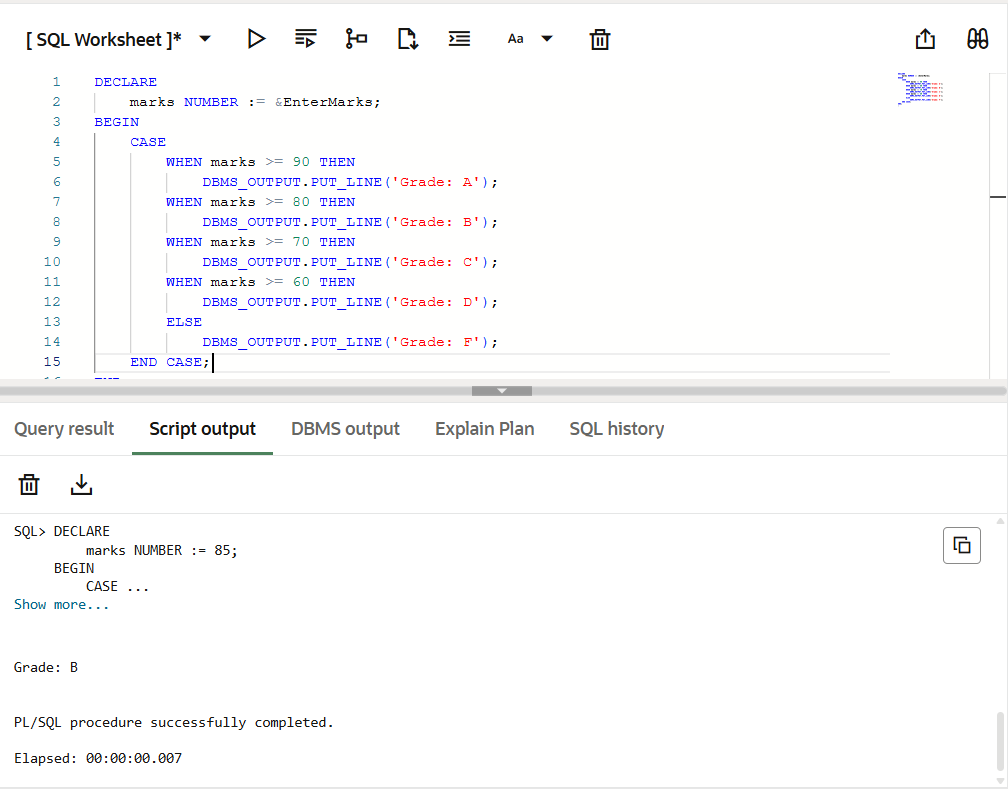 [ SQL Worksheet ]* Aa
1 DECLARE
2 marks NUMBER := &EnterMarks;
3 BEGIN
4 CASE
5 WHEN marks >= 90 THEN
6 DBMS_OUTPUT.PUT_LINE('Grade: A');
7 WHEN marks >= 80 THEN
8 DBMS_OUTPUT.PUT_LINE('Grade: B');
9 WHEN marks >= 70 THEN
10 DBMS_OUTPUT.PUT_LINE('Grade: C');
11 WHEN marks >= 60 THEN
12 DBMS_OUTPUT.PUT_LINE('Grade: D');
13 ELSE
14 DBMS_OUTPUT.PUT_LINE('Grade: F');
15 END CASE;
Query result Script output DBMS output Explain Plan SQL history
SQL> DECLARE
marks NUMBER := 85;
BEGIN
CASE ...
Show more...
Grade: B
PL/SQL procedure successfully completed.
Elapsed: 00:00:00.007